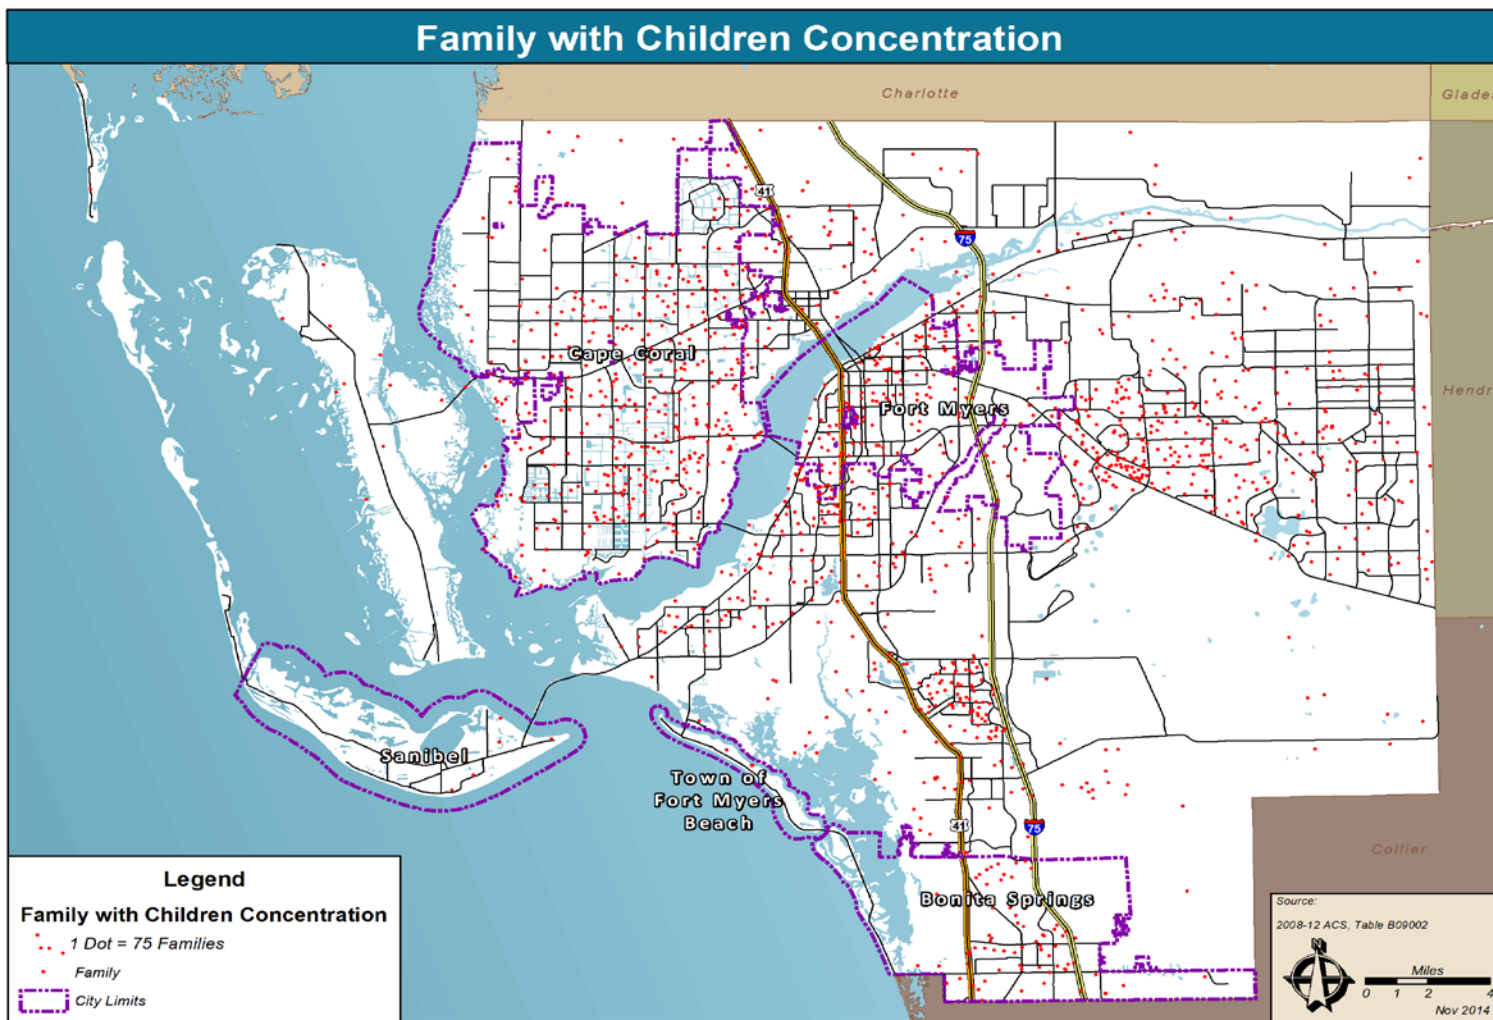 Family with Children Concentration
Charlotte
Glades
41
75
Cape Coral
Fort Myers
Hendr
Sanibel
Town of
Fort Myers
Beach
41
75
Collier
Bonita Springs
Legend
Family with Children Concentration
1 Dot = 75 Families
Family
City Limits
Source:
2008-12 ACS, Table B09002
N
Miles
0 1 2 4
Nov 2014